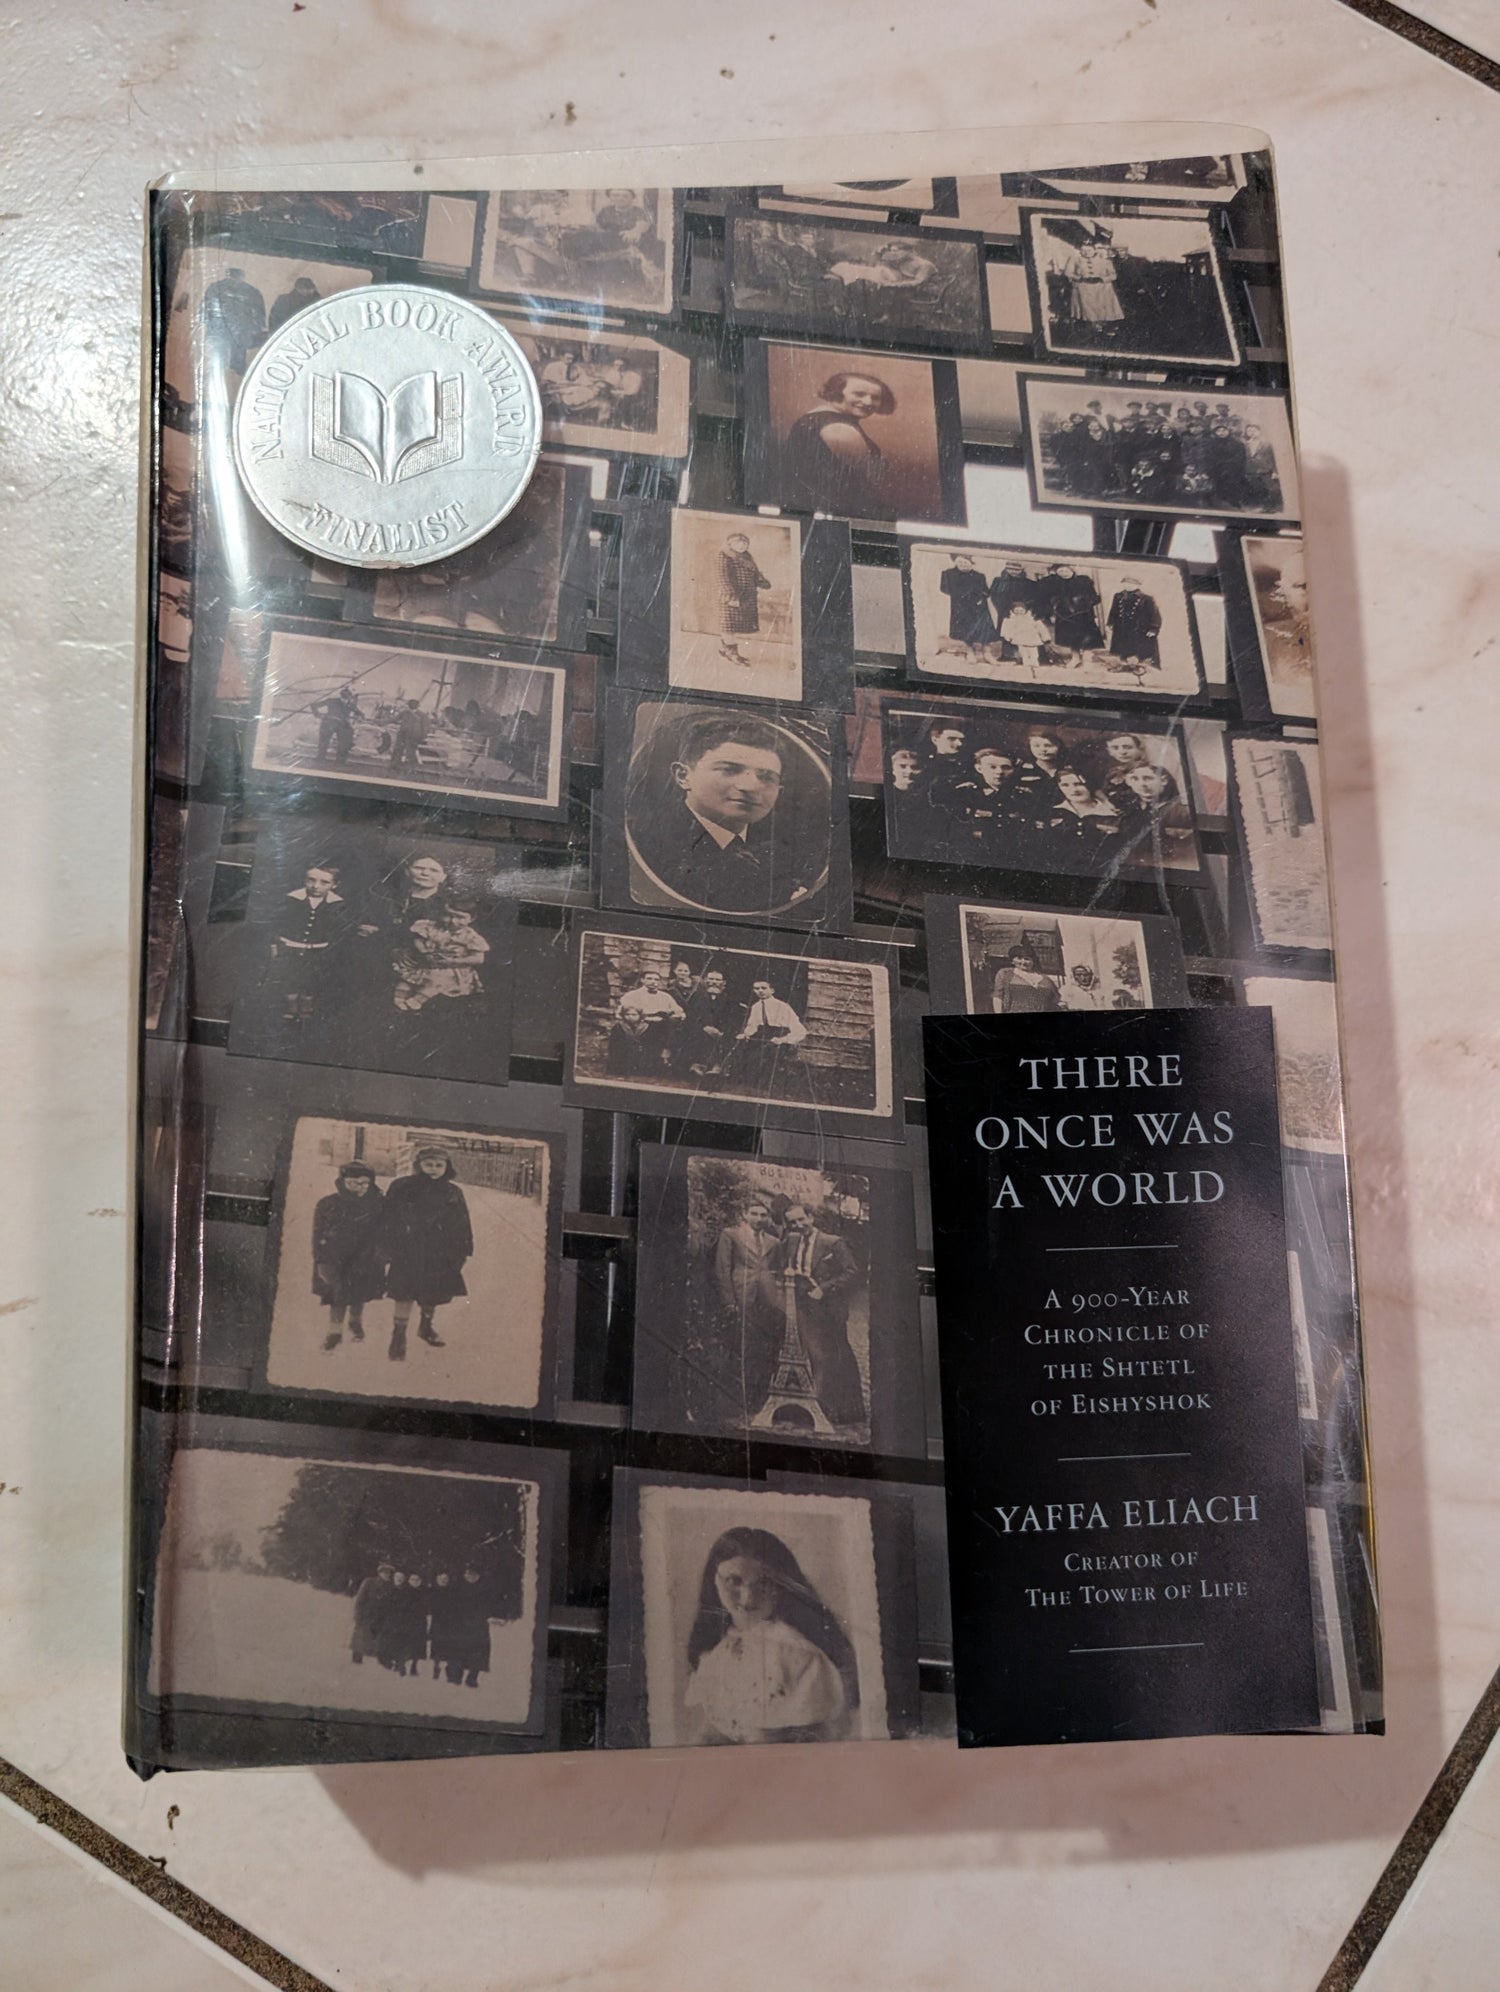 NATIONAL BOOK AWARD
FINALIST
THERE
ONCE WAS
A WORLD
A 900-YEAR
CHRONICLE OF
THE SHTETL
OF EISHYSHOK
YAFFA ELIACH
CREATOR OF
THE TOWER OF LIFE